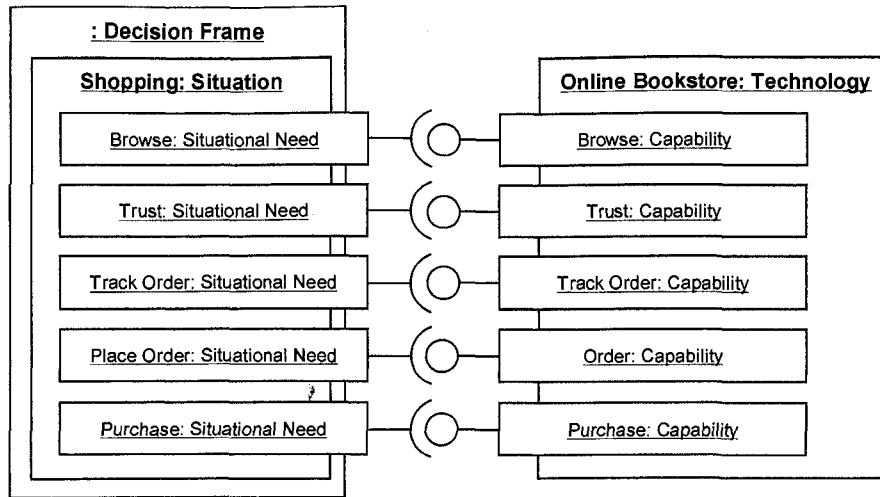 : Decision Frame
Shopping: Situation
Online Bookstore: Technology
Browse: Situational Need
Browse: Capability
Trust: Situational Need
Trust: Capability
Track Order: Situational Need
Track Order: Capability
Place Order: Situational Need
Order: Capability
Purchase: Situational Need
Purchase: Capability